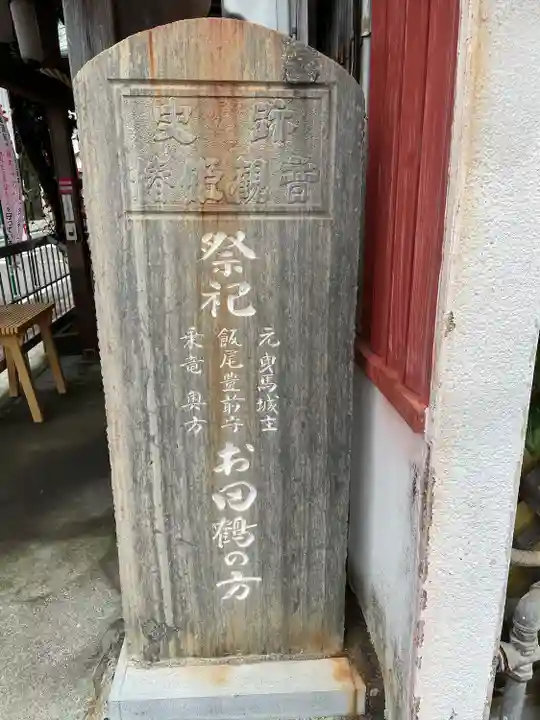 史跡
椿姫観音
祭祀
元曳馬城主
飯尾豊前守
乗竜 奥方
お田鶴の方